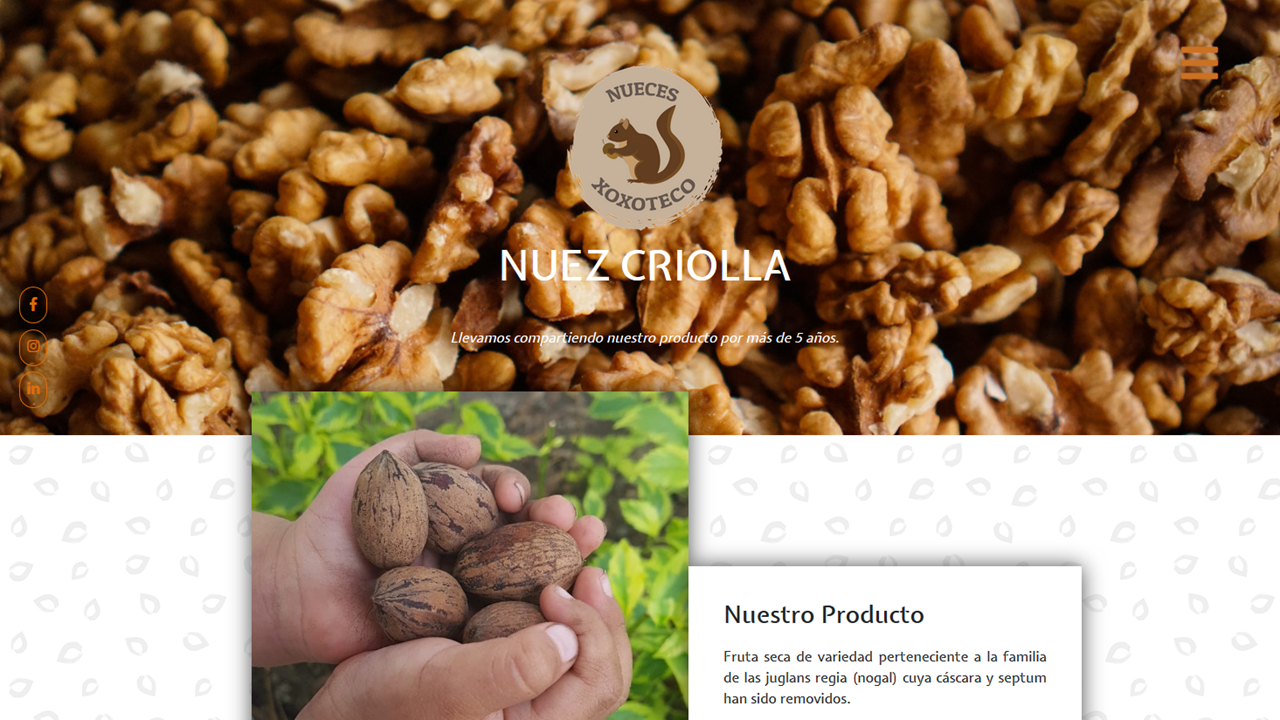 NUECES
XOXOTECO
NUEZ CRIOLLA
Llevamos compartiendo nuestro producto por más de 5 años.
Nuestro Producto
Fruta seca de variedad perteneciente a la familia
de las juglans regia (nogal) cuya cáscara y septum
han sido removidos.